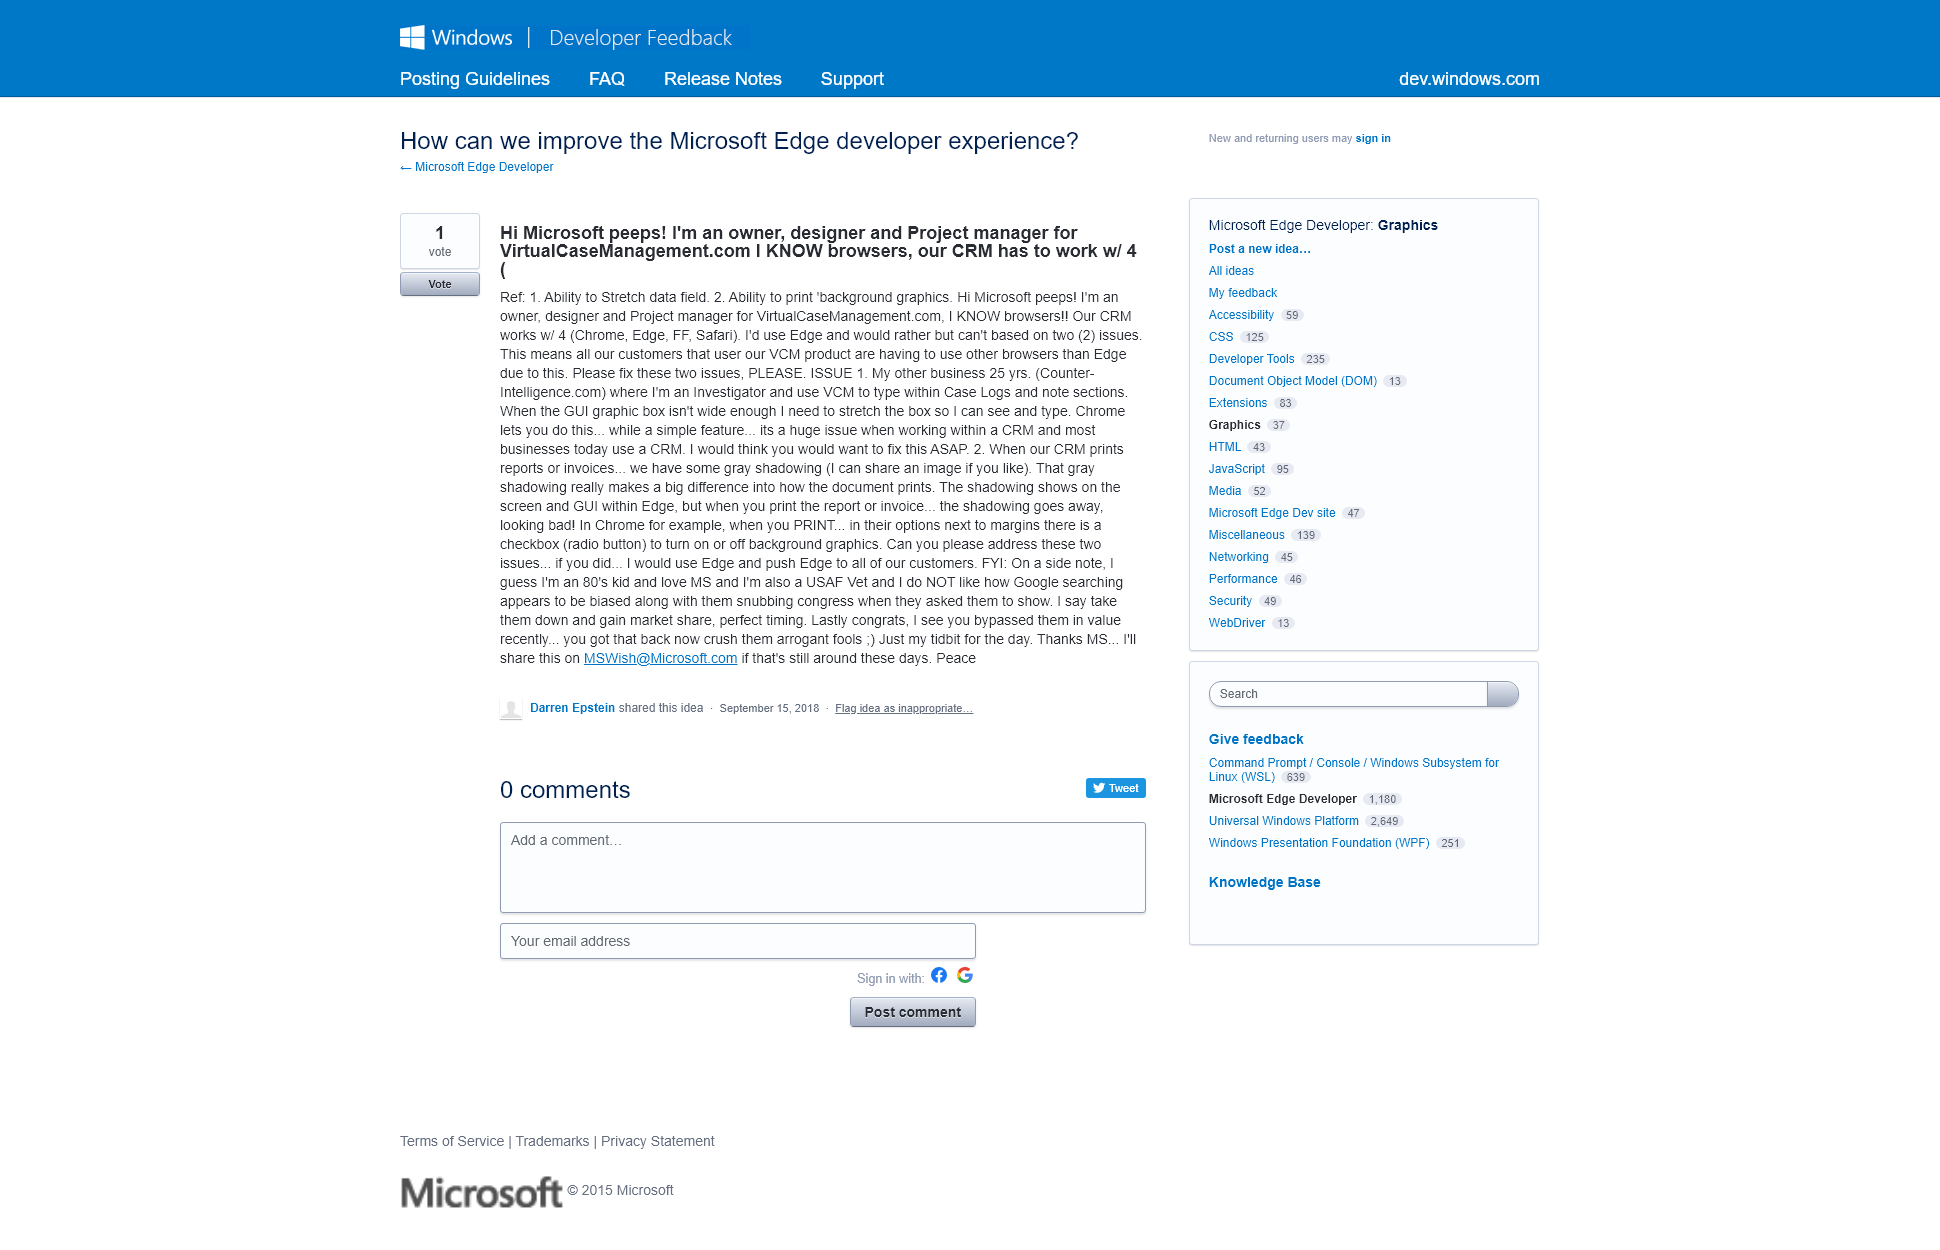 Windows | Developer Feedback
Posting Guidelines FAQ Release Notes Support dev.windows.com
How can we improve the Microsoft Edge developer experience?
← Microsoft Edge Developer
New and returning users may sign in
1
vote
Vote
Hi Microsoft peeps! I'm an owner, designer and Project manager for
VirtualCaseManagement.com I KNOW browsers, our CRM has to work w/ 4
(
Ref: 1. Ability to Stretch data field. 2. Ability to print 'background graphics. Hi Microsoft peeps! I'm an
owner, designer and Project manager for VirtualCaseManagement.com, I KNOW browsers!! Our CRM
works w/ 4 (Chrome, Edge, FF, Safari). I'd use Edge and would rather but can't based on two (2) issues.
This means all our customers that user our VCM product are having to use other browsers than Edge
due to this. Please fix these two issues, PLEASE. ISSUE 1. My other business 25 yrs. (Counter-
Intelligence.com) where I'm an Investigator and use VCM to type within Case Logs and note sections.
When the GUI graphic box isn't wide enough I need to stretch the box so I can see and type. Chrome
lets you do this... while a simple feature... its a huge issue when working within a CRM and most
businesses today use a CRM. I would think you would want to fix this ASAP. 2. When our CRM prints
reports or invoices... we have some gray shadowing (I can share an image if you like). That gray
shadowing really makes a big difference into how the document prints. The shadowing shows on the
screen and GUI within Edge, but when you print the report or invoice... the shadowing goes away,
looking bad! In Chrome for example, when you PRINT... in their options next to margins there is a
checkbox (radio button) to turn on or off background graphics. Can you please address these two
issues... if you did... I would use Edge and push Edge to all of our customers. FYI: On a side note, I
guess I'm an 80's kid and love MS and I'm also a USAF Vet and I do NOT like how Google searching
appears to be biased along with them snubbing congress when they asked them to show. I say take
them down and gain market share, perfect timing. Lastly congrats, I see you bypassed them in value
recently... you got that back now crush them arrogant fools ;) Just my tidbit for the day. Thanks MS... I'll
share this on MSWish@Microsoft.com if that's still around these days. Peace
Darren Epstein shared this idea · September 15, 2018 · Flag idea as inappropriate…
0 comments
Tweet
Add a comment…
Your email address
Sign in with:
Post comment
Microsoft Edge Developer: Graphics
Post a new idea…
All ideas
My feedback
Accessibility 59
CSS 125
Developer Tools 235
Document Object Model (DOM) 13
Extensions 83
Graphics 37
HTML 43
JavaScript 95
Media 52
Microsoft Edge Dev site 47
Miscellaneous 139
Networking 45
Performance 46
Security 49
WebDriver 13
Search
Give feedback
Command Prompt / Console / Windows Subsystem for
Linux (WSL) 639
Microsoft Edge Developer 1,180
Universal Windows Platform 2,649
Windows Presentation Foundation (WPF) 251
Knowledge Base
Terms of Service | Trademarks | Privacy Statement
Microsoft © 2015 Microsoft